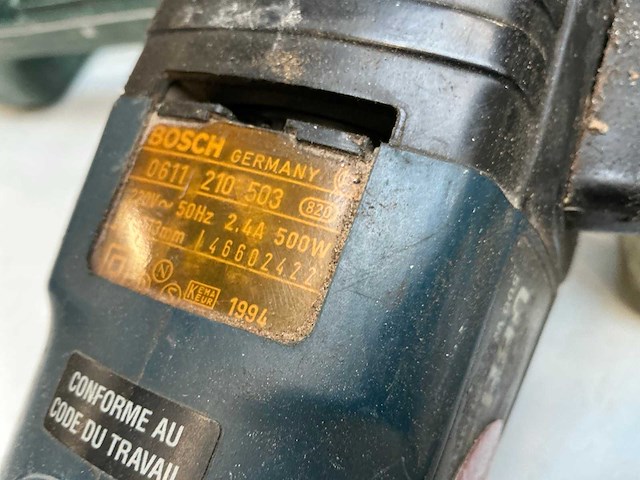 BOSCH GERMANY
0611 210 503 820
50Hz 2.4A 500W
3mm 46602422
N KEMA KEUR 1994
CONFORME AU
CODE DU TRAVAIL